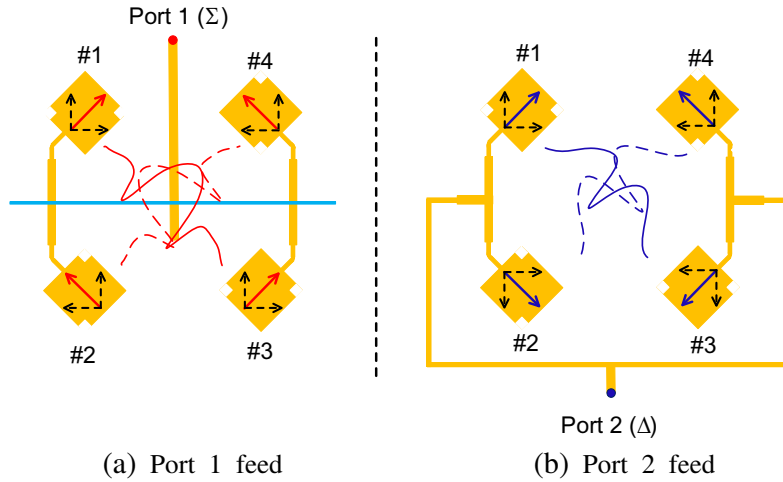 Port 1 (Σ)
#1
#4
#2
#3
(a) Port 1 feed
#1
#4
#2
#3
Port 2 (Δ)
(b) Port 2 feed